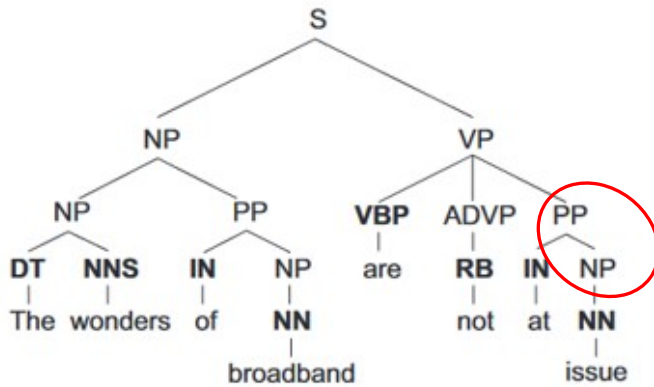 S
NP VP
NP PP VBP ADVP PP
DT NNS IN NP are RB IN NP
The wonders of NN not at NN
broadband issue